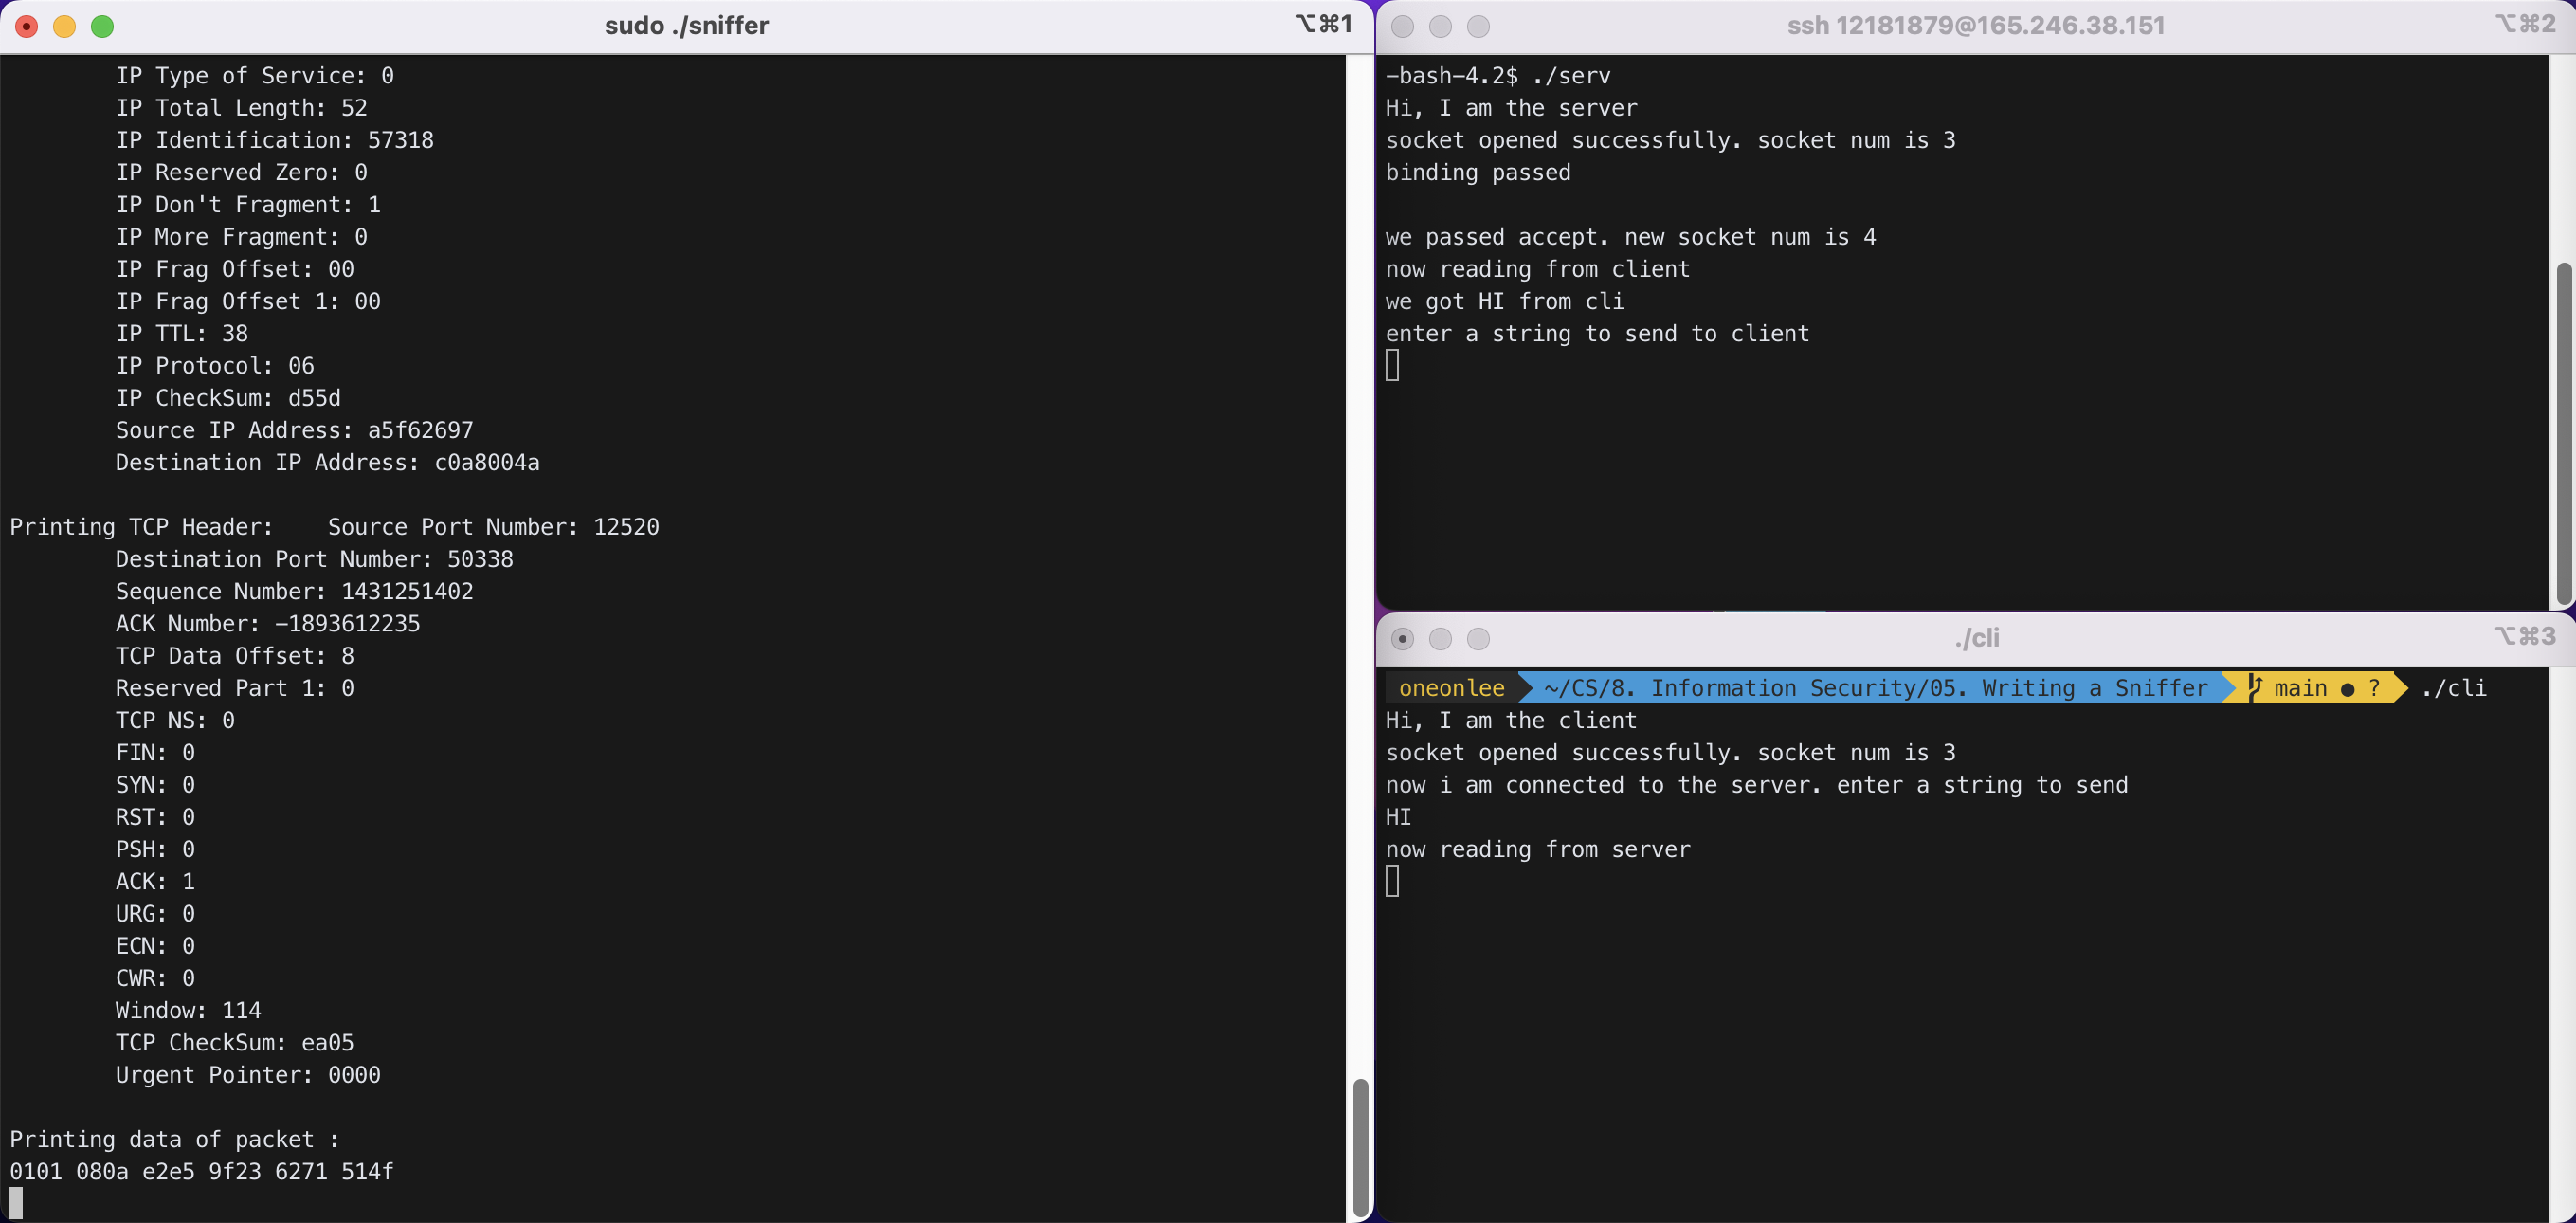 sudo ./sniffer
⌥⌘1
IP Type of Service: 0
IP Total Length: 52
IP Identification: 57318
IP Reserved Zero: 0
IP Don't Fragment: 1
IP More Fragment: 0
IP Frag Offset: 00
IP Frag Offset 1: 00
IP TTL: 38
IP Protocol: 06
IP CheckSum: d55d
Source IP Address: a5f62697
Destination IP Address: c0a8004a
Printing TCP Header:    Source Port Number: 12520
Destination Port Number: 50338
Sequence Number: 1431251402
ACK Number: -1893612235
TCP Data Offset: 8
Reserved Part 1: 0
TCP NS: 0
FIN: 0
SYN: 0
RST: 0
PSH: 0
ACK: 1
URG: 0
ECN: 0
CWR: 0
Window: 114
TCP CheckSum: ea05
Urgent Pointer: 0000
Printing data of packet :
0101 080a e2e5 9f23 6271 514f
ssh 12181879@165.246.38.151
⌥⌘2
-bash-4.2$ ./serv
Hi, I am the server
socket opened successfully. socket num is 3
binding passed
we passed accept. new socket num is 4
now reading from client
we got HI from cli
enter a string to send to client
./cli
⌥⌘3
oneonlee ~/CS/8. Information Security/05. Writing a Sniffer main ● ? ./cli
Hi, I am the client
socket opened successfully. socket num is 3
now i am connected to the server. enter a string to send
HI
now reading from server